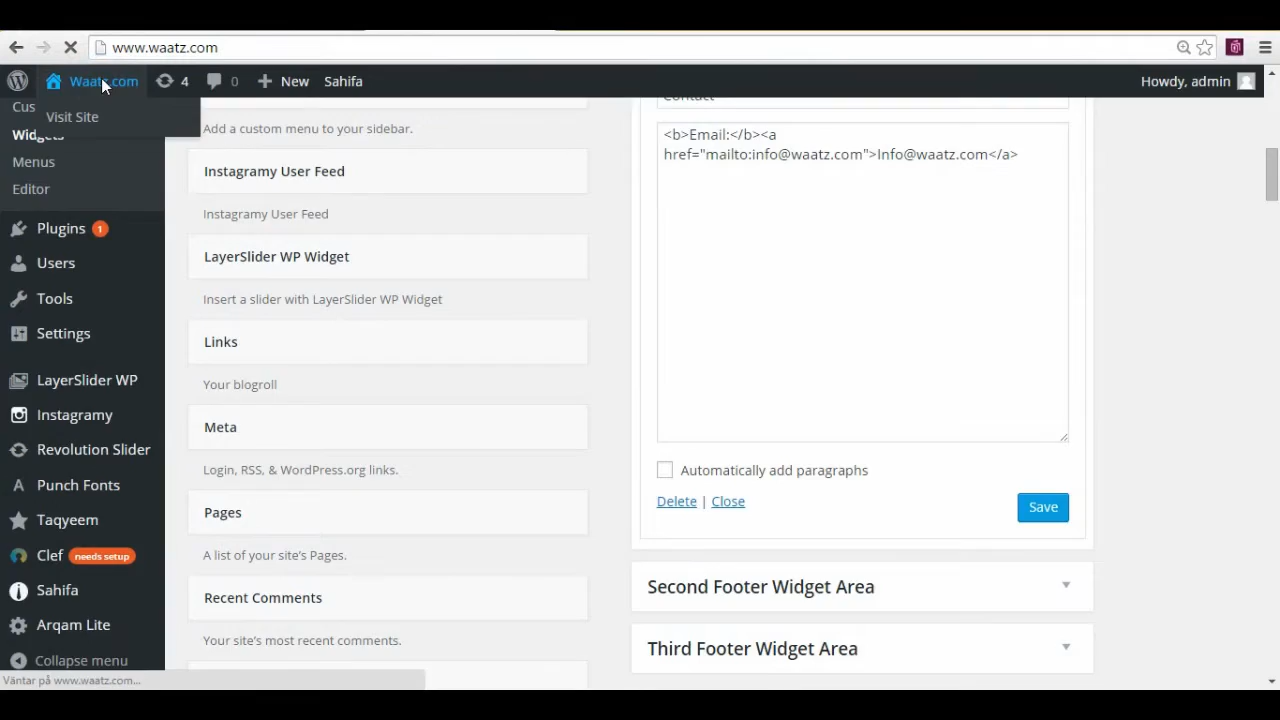 www.waatz.com
Waatz.com 4 0 New Sahifa Howdy, admin
Cus
Visit Site
Widgets
Menus
Editor
Plugins 1
Users
Tools
Settings
LayerSlider WP
Instagramy
Revolution Slider
Punch Fonts
Taqyeem
Clef needs setup
Sahifa
Arqam Lite
Collapse menu
Väntar på www.waatz.com...
Add a custom menu to your sidebar.
Instagramy User Feed
Instagramy User Feed
LayerSlider WP Widget
Insert a slider with LayerSlider WP Widget
Links
Your blogroll
Meta
Login, RSS, & WordPress.org links.
Pages
A list of your site's Pages.
Recent Comments
Your site's most recent comments.
Contact
<b>Email:</b><a
href="mailto:info@waatz.com">Info@waatz.com</a>
Automatically add paragraphs
Delete | Close
Save
Second Footer Widget Area
Third Footer Widget Area